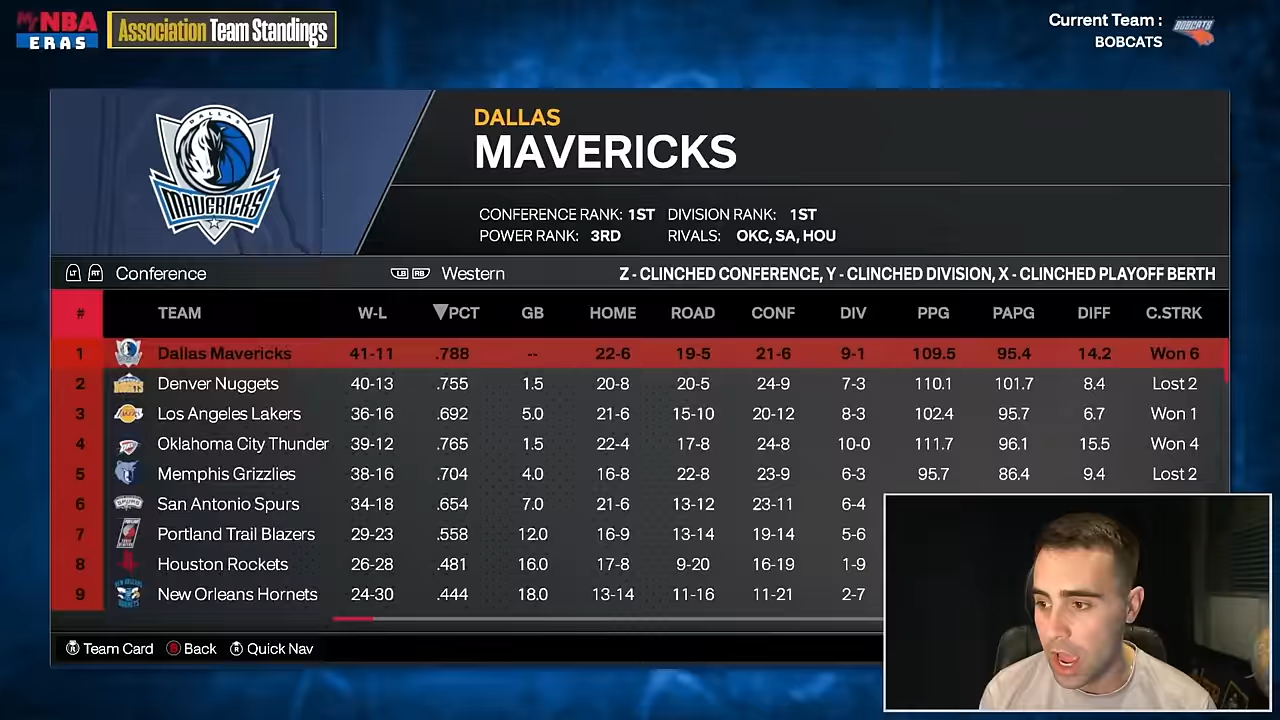 MyNBA ERAS
Association Team Standings
Current Team :
BOBCATS
BOBCATS
DALLAS
MAVERICKS
DALLAS
MAVERICKS
CONFERENCE RANK: 1ST DIVISION RANK: 1ST
POWER RANK: 3RD RIVALS: OKC, SA, HOU
LT RT Conference LB RB Western Z - CLINCHED CONFERENCE, Y - CLINCHED DIVISION, X - CLINCHED PLAYOFF BERTH
# TEAM W-L ▼PCT GB HOME ROAD CONF DIV PPG PAPG DIFF C.STRK
1 Dallas Mavericks 41-11 .788 -- 22-6 19-5 21-6 9-1 109.5 95.4 14.2 Won 6
2 Denver Nuggets 40-13 .755 1.5 20-8 20-5 24-9 7-3 110.1 101.7 8.4 Lost 2
3 Los Angeles Lakers 36-16 .692 5.0 21-6 15-10 20-12 8-3 102.4 95.7 6.7 Won 1
4 Oklahoma City Thunder 39-12 .765 1.5 22-4 17-8 24-8 10-0 111.7 96.1 15.5 Won 4
5 Memphis Grizzlies 38-16 .704 4.0 16-8 22-8 23-9 6-3 95.7 86.4 9.4 Lost 2
6 San Antonio Spurs 34-18 .654 7.0 21-6 13-12 23-11 6-4
7 Portland Trail Blazers 29-23 .558 12.0 16-9 13-14 19-14 5-6
8 Houston Rockets 26-28 .481 16.0 17-8 9-20 16-19 1-9
9 New Orleans Hornets 24-30 .444 18.0 13-14 11-16 11-21 2-7
Team Card B Back R Quick Nav